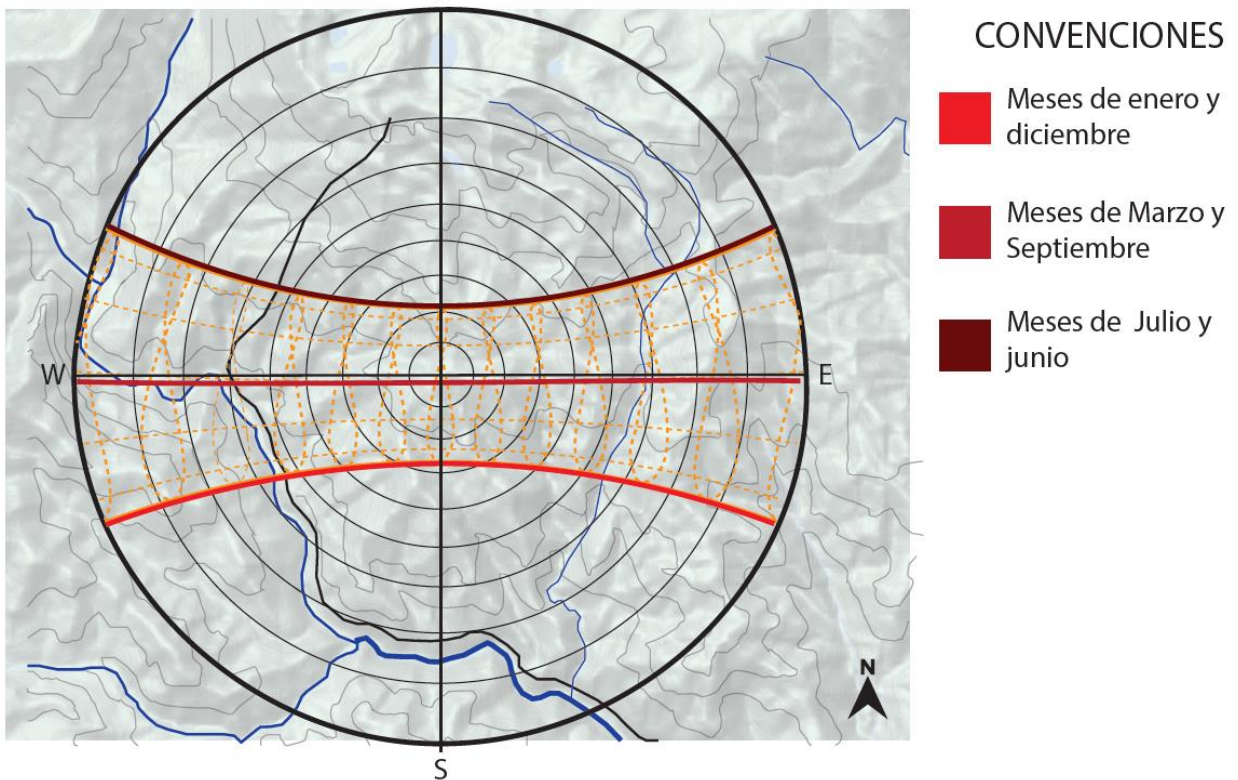 CONVENCIONES
Meses de enero y
diciembre
Meses de Marzo y
Septiembre
Meses de Julio y
junio
W
E
N
S